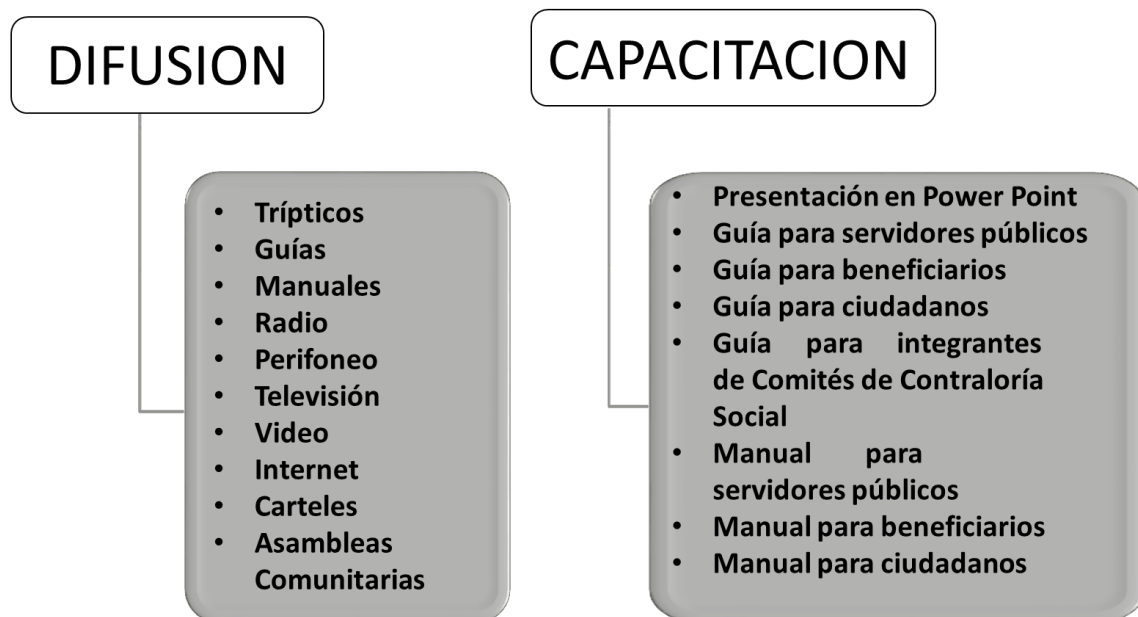 DIFUSION
• Trípticos
• Guías
• Manuales
• Radio
• Perifoneo
• Televisión
• Video
• Internet
• Carteles
• Asambleas
Comunitarias
CAPACITACION
• Presentación en Power Point
• Guía para servidores públicos
• Guía para beneficiarios
• Guía para ciudadanos
• Guía para integrantes
de Comités de Contraloría
Social
• Manual para
servidores públicos
• Manual para beneficiarios
• Manual para ciudadanos